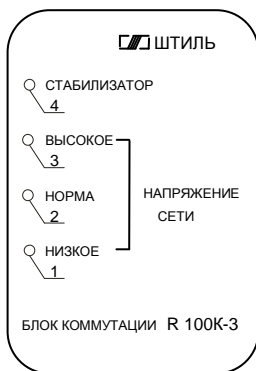 ШТИЛЬ
СТАБИЛИЗАТОР
4
ВЫСОКОЕ
3
НОРМА
2
НАПРЯЖЕНИЕ
СЕТИ
НИЗКОЕ
1
БЛОК КОММУТАЦИИ R 100К-3